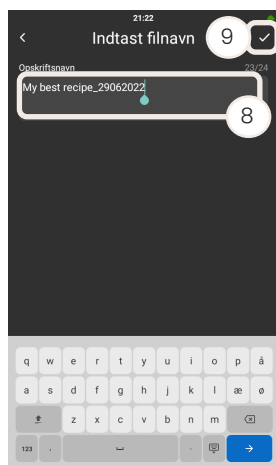 21:22
Indtast filnavn
9
Opskriftsnavn 23/24
My best recipe_29062022
8
q w e r t y u i o p å
a s d f g h j k l æ ø
z x c v b n m
123 , .